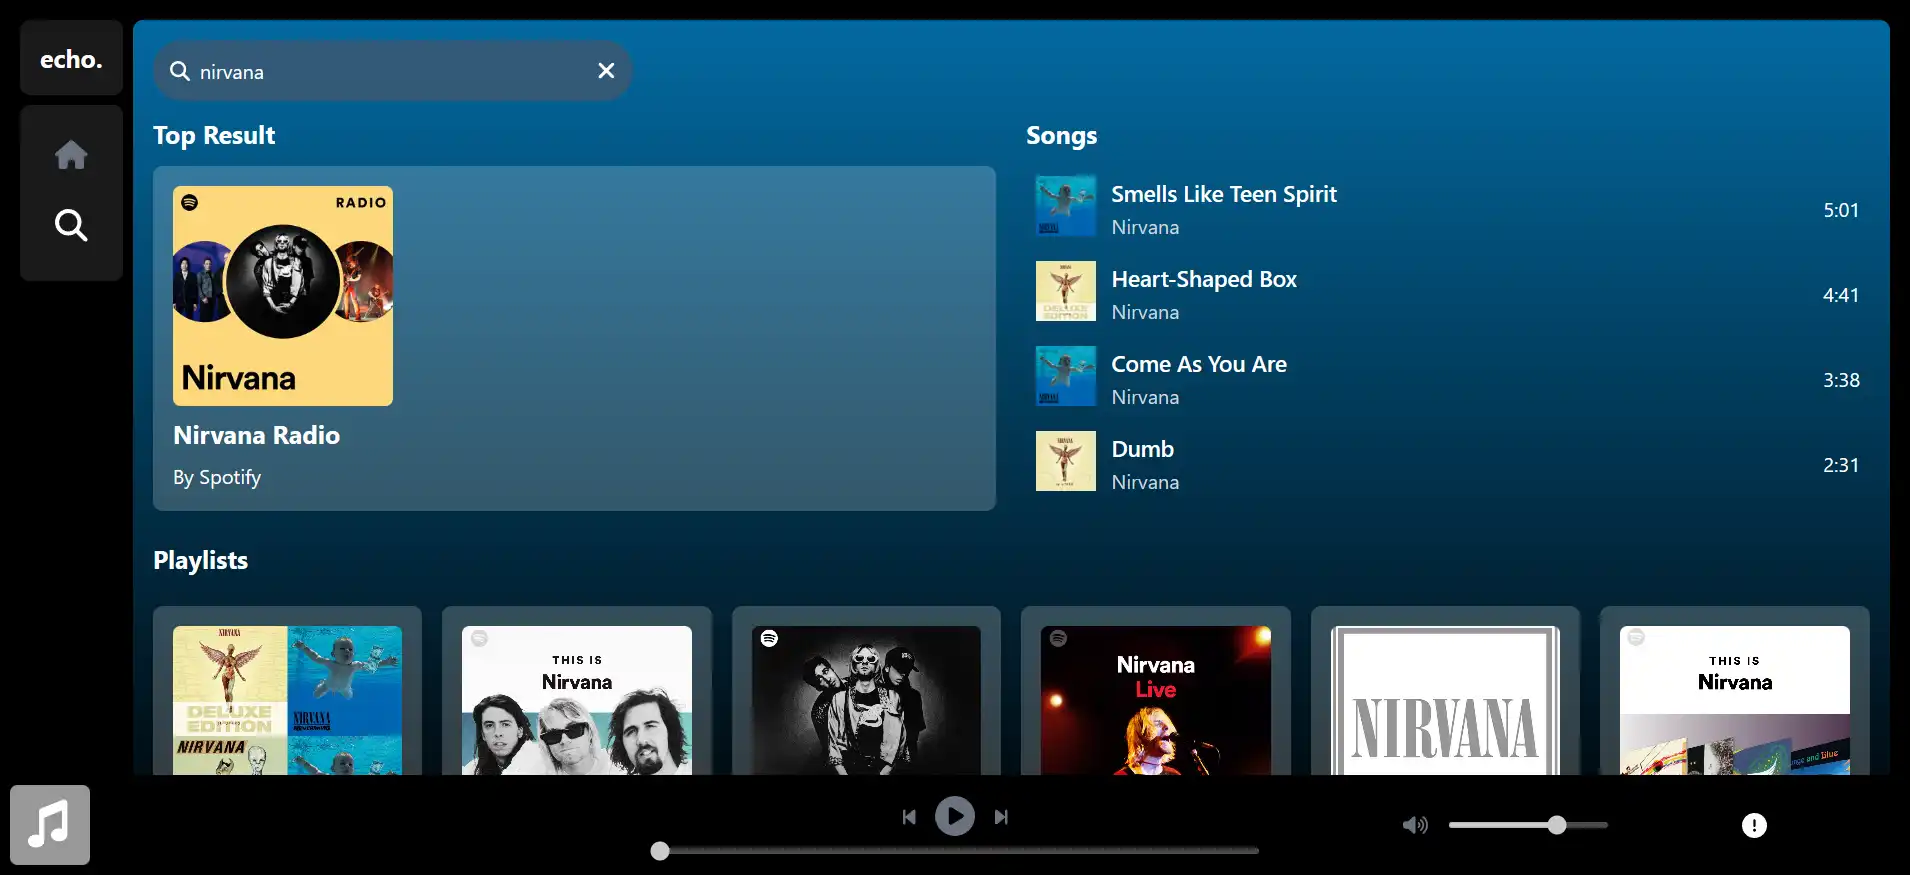 echo.
nirvana
Top Result
RADIO
Nirvana
Nirvana Radio
By Spotify
Songs
Smells Like Teen Spirit
Nirvana
5:01
Heart-Shaped Box
Nirvana
4:41
Come As You Are
Nirvana
3:38
Dumb
Nirvana
2:31
Playlists
NIRVANA
DELUXE
EDITION
NIRVANA
NIRVANA
THIS IS
Nirvana
Nirvana
Live
NIRVANA
THIS IS
Nirvana